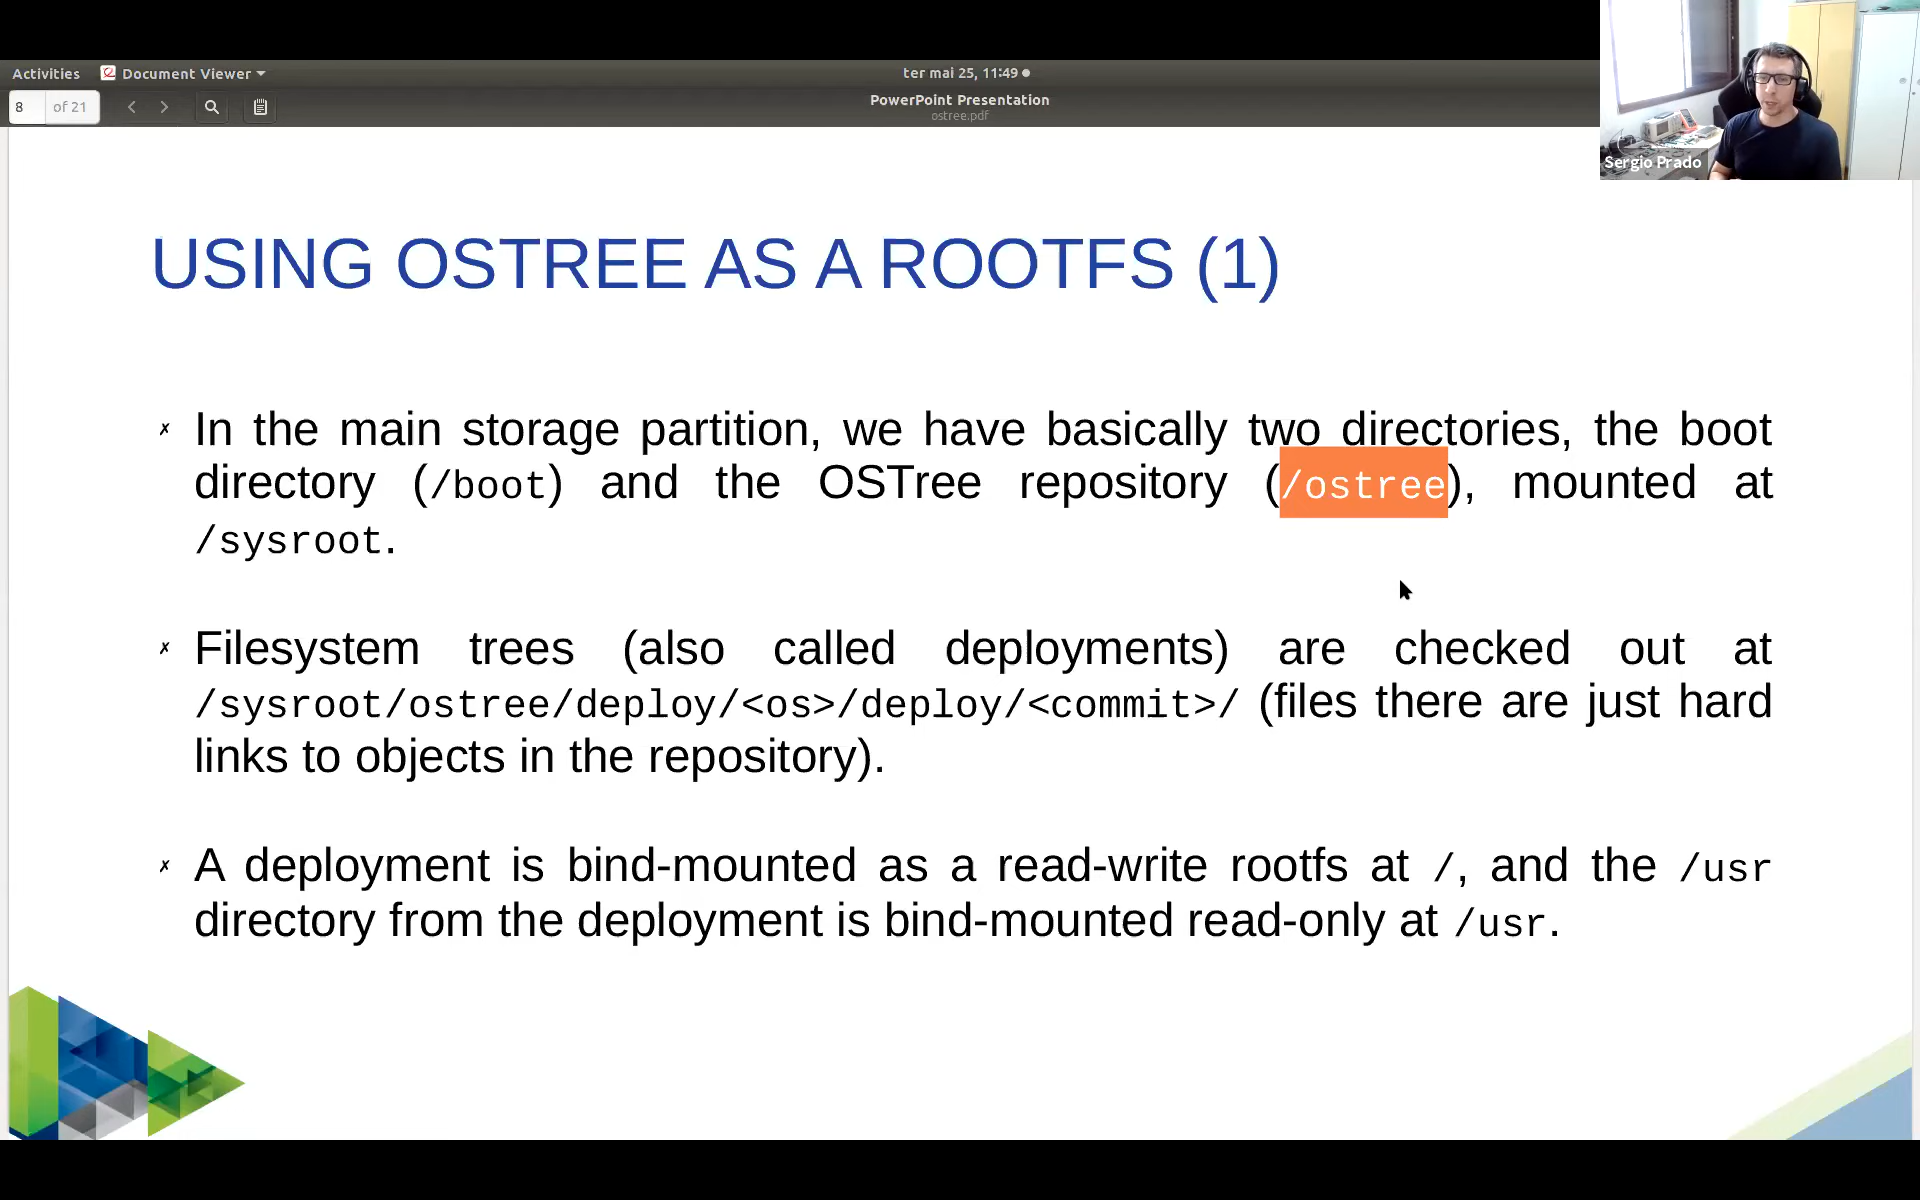 Activities Document Viewer ter mai 25, 11:49
8 of 21 PowerPoint Presentation
ostree.pdf
Sergio Prado
USING OSTREE AS A ROOTFS (1)
✗ In the main storage partition, we have basically two directories, the boot
directory (/boot) and the OSTree repository (/ostree), mounted at
/sysroot.
✗ Filesystem trees (also called deployments) are checked out at
/sysroot/ostree/deploy/<os>/deploy/<commit>/ (files there are just hard
links to objects in the repository).
✗ A deployment is bind-mounted as a read-write rootfs at /, and the /usr
directory from the deployment is bind-mounted read-only at /usr.